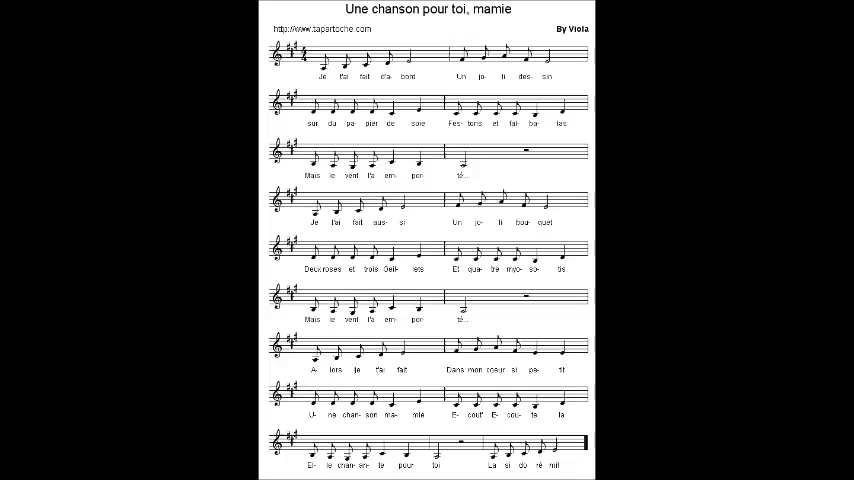 Une chanson pour toi, mamie
http://www.tapartoche.com By Viola
Je t'ai fait d'a- bord Un jo- li des- sin
sur du pa- pier de soie. Fes- tons et fal- ba- las
Mais le vent l'a em- por- té...
Je t'ai fait aus- si Un jo- li bou- quet
Deux roses et trois Oeil- lets Et qua- tre myo- so- tis
Mais le vent l'a em- por- té...
A- lors je t'ai fait Dans mon coeur si pe- tit
U- ne chan- son ma- mie E- cout' E- cou- te la
El- le chan- an- te pour toi La si do ré mi!